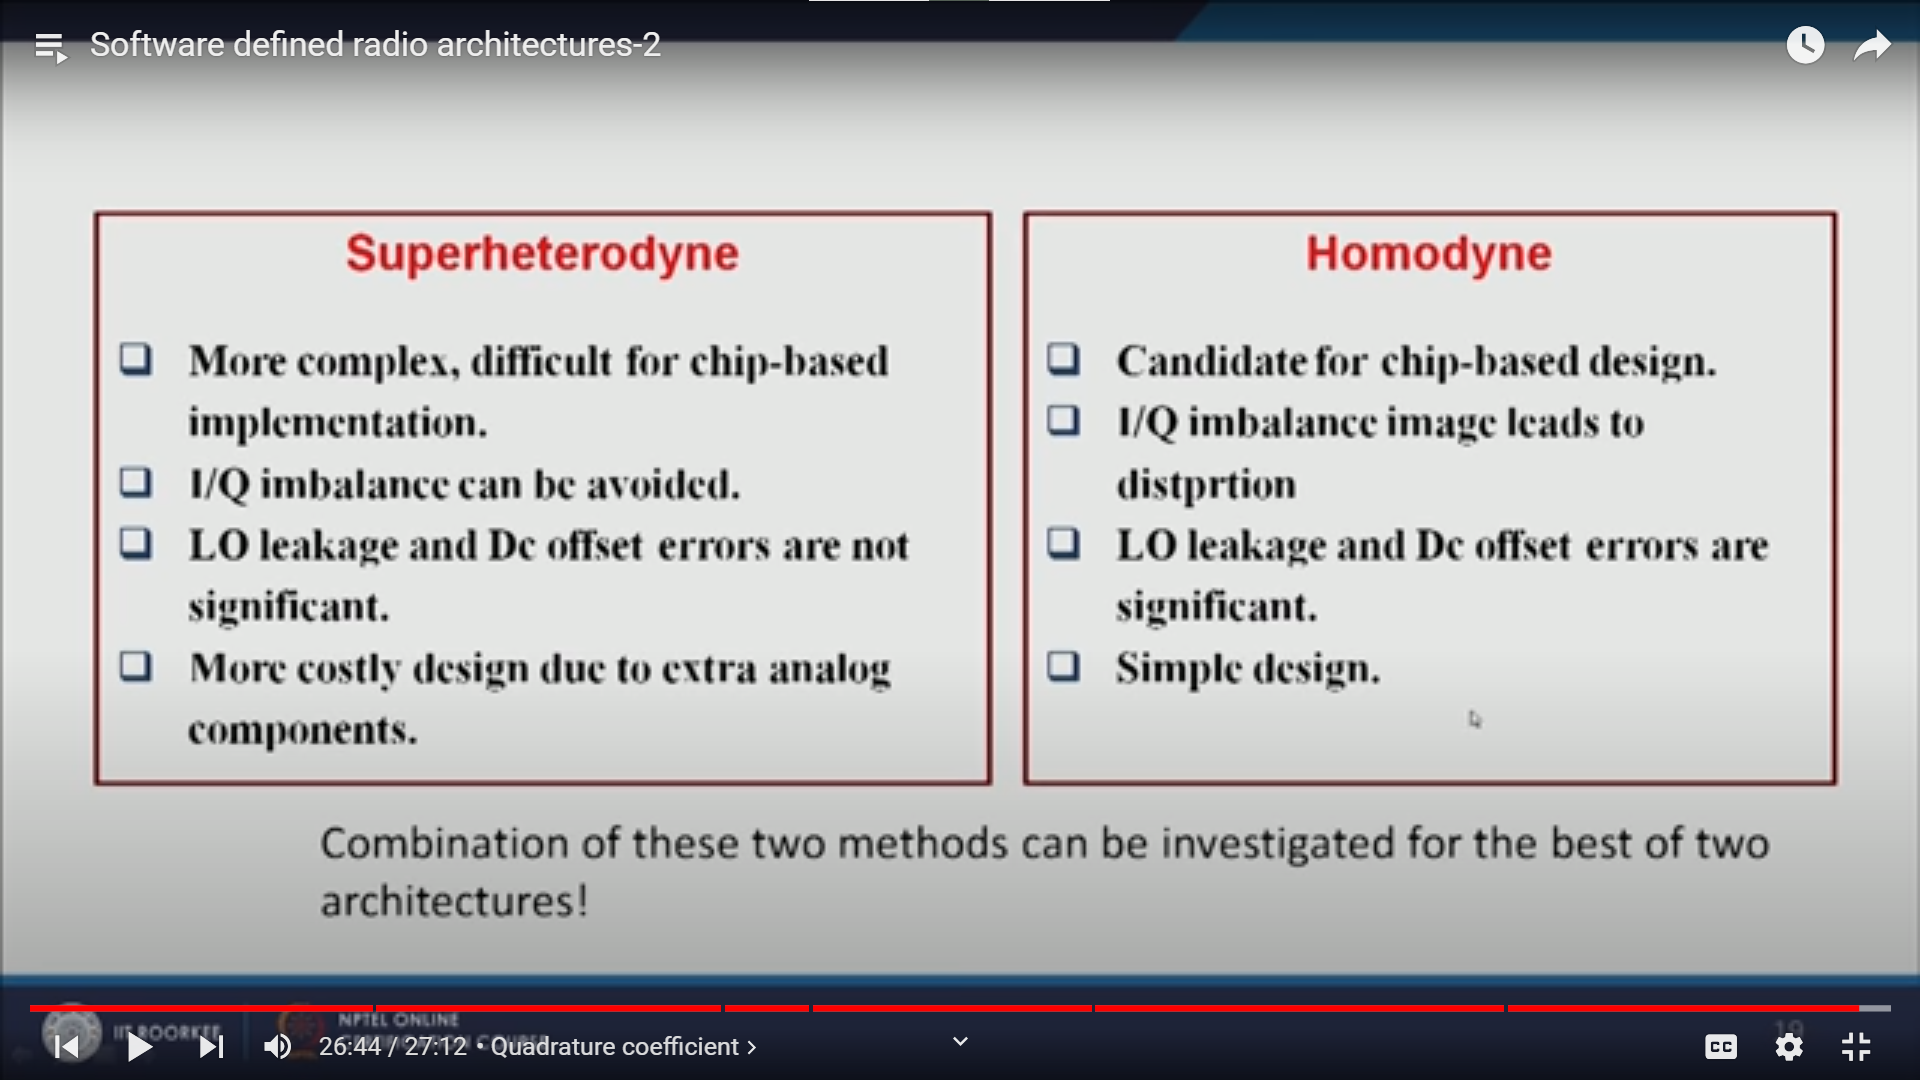 Software defined radio architectures-2
Superheterodyne
More complex, difficult for chip-based
implementation.
I/Q imbalance can be avoided.
LO leakage and Dc offset errors are not
significant.
More costly design due to extra analog
components.
Homodyne
Candidate for chip-based design.
I/Q imbalance image leads to
distprtion
LO leakage and Dc offset errors are
significant.
Simple design.
Combination of these two methods can be investigated for the best of two
architectures!
IIT ROORKEE
NPTEL ONLINE
CERTIFICATION COURSE
26:44 / 27:12 • Quadrature coefficient
CC
19